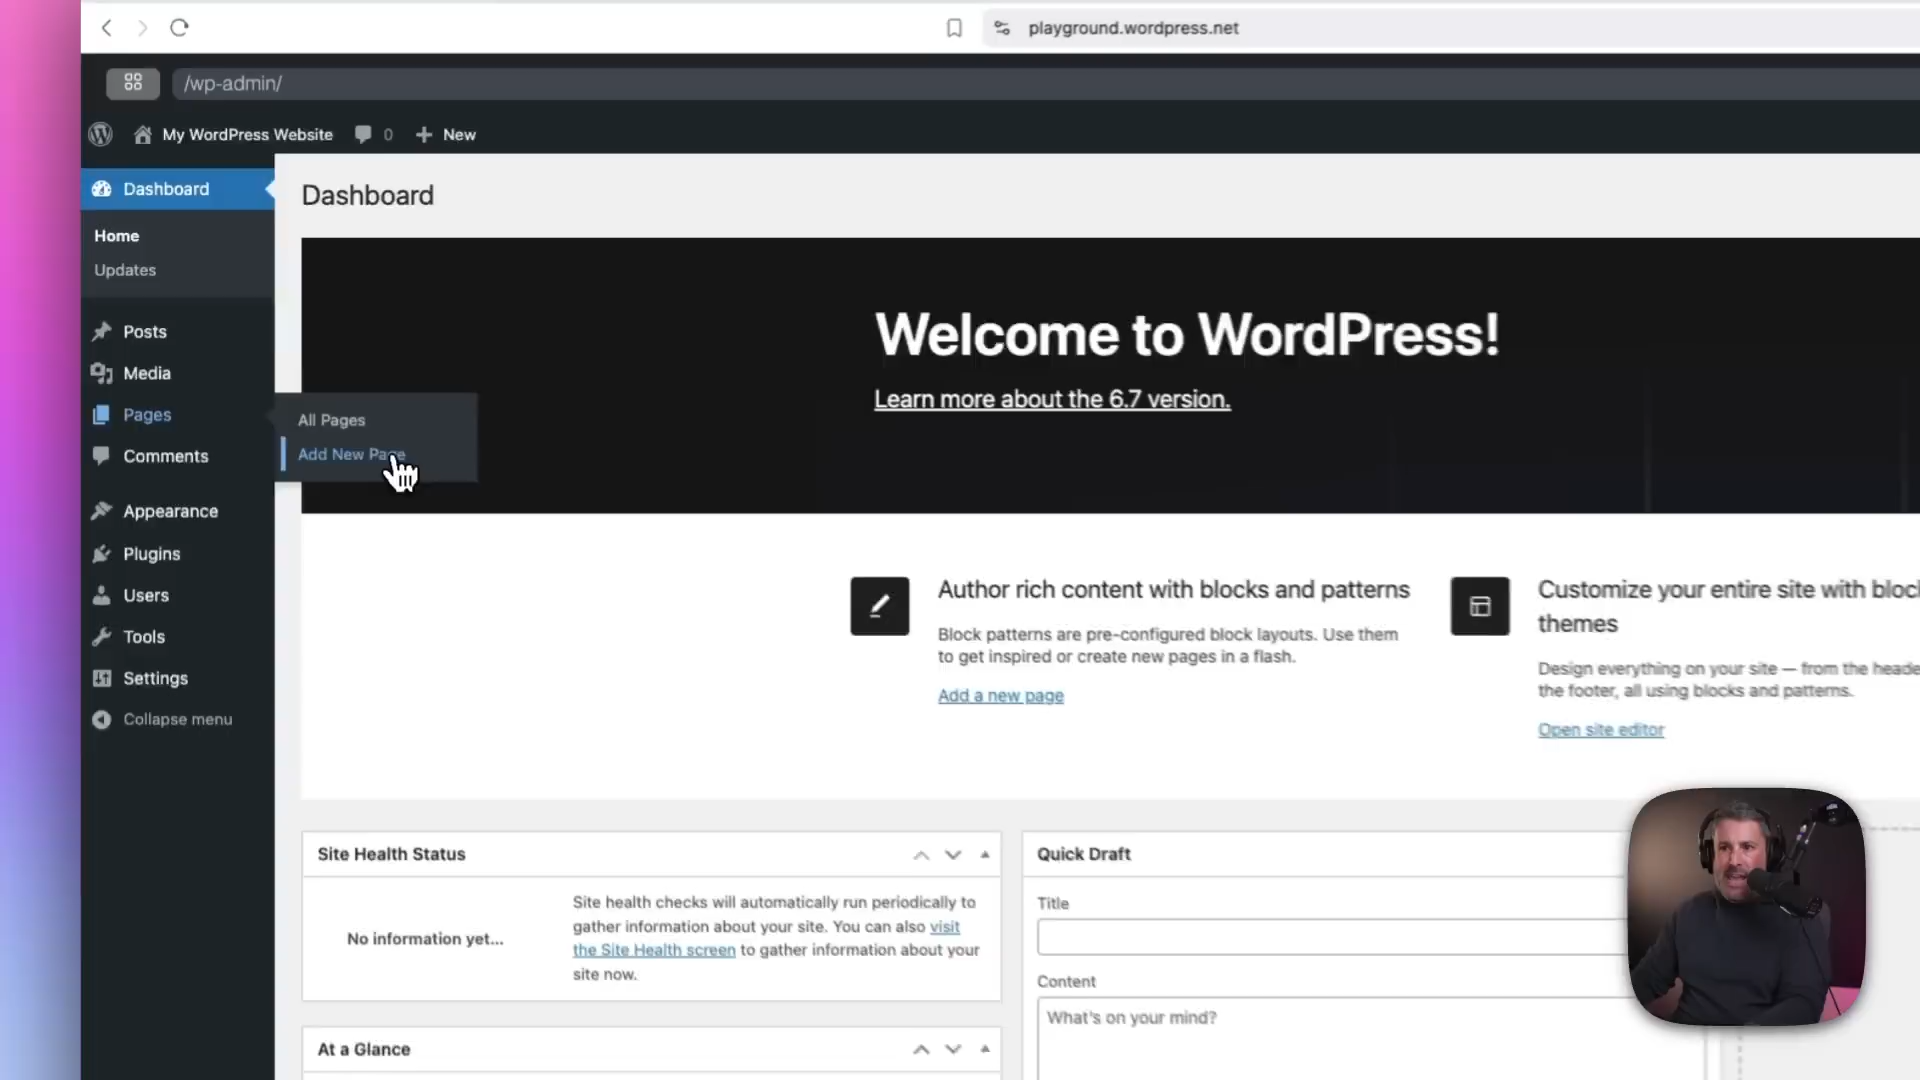 playground.wordpress.net
/wp-admin/
My WordPress Website 0 New
Dashboard
Home
Updates
Posts
Media
Pages
Comments
Appearance
Plugins
Users
Tools
Settings
Collapse menu
All Pages
Add New Page
Dashboard
Welcome to WordPress!
Learn more about the 6.7 version.
Author rich content with blocks and patterns
Block patterns are pre-configured block layouts. Use them
to get inspired or create new pages in a flash.
Add a new page
Customize your entire site with bloc
themes
Design everything on your site — from the heade
the footer, all using blocks and patterns.
Open site editor
Site Health Status
No information yet...
Site health checks will automatically run periodically to
gather information about your site. You can also visit
the Site Health screen to gather information about your
site now.
At a Glance
Quick Draft
Title
Content
What's on your mind?